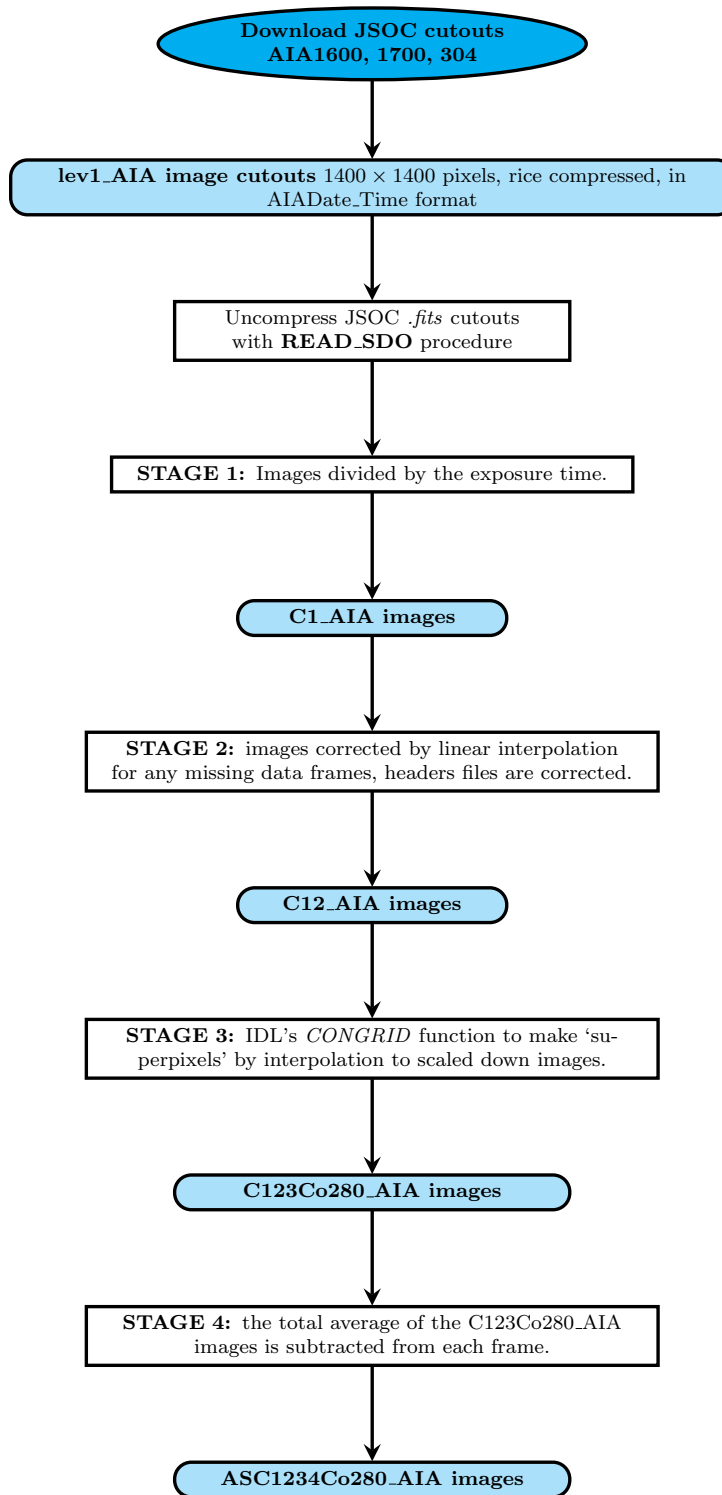 Download JSOC cutouts
AIA1600, 1700, 304
lev1_AIA image cutouts 1400 × 1400 pixels, rice compressed, in
AIADate_Time format
Uncompress JSOC .fits cutouts
with READ_SDO procedure
STAGE 1: Images divided by the exposure time.
C1_AIA images
STAGE 2: images corrected by linear interpolation
for any missing data frames, headers files are corrected.
C12_AIA images
STAGE 3: IDL's CONGRID function to make ‘su-
perpixels’ by interpolation to scaled down images.
C123Co280_AIA images
STAGE 4: the total average of the C123Co280_AIA
images is subtracted from each frame.
ASC1234Co280_AIA images